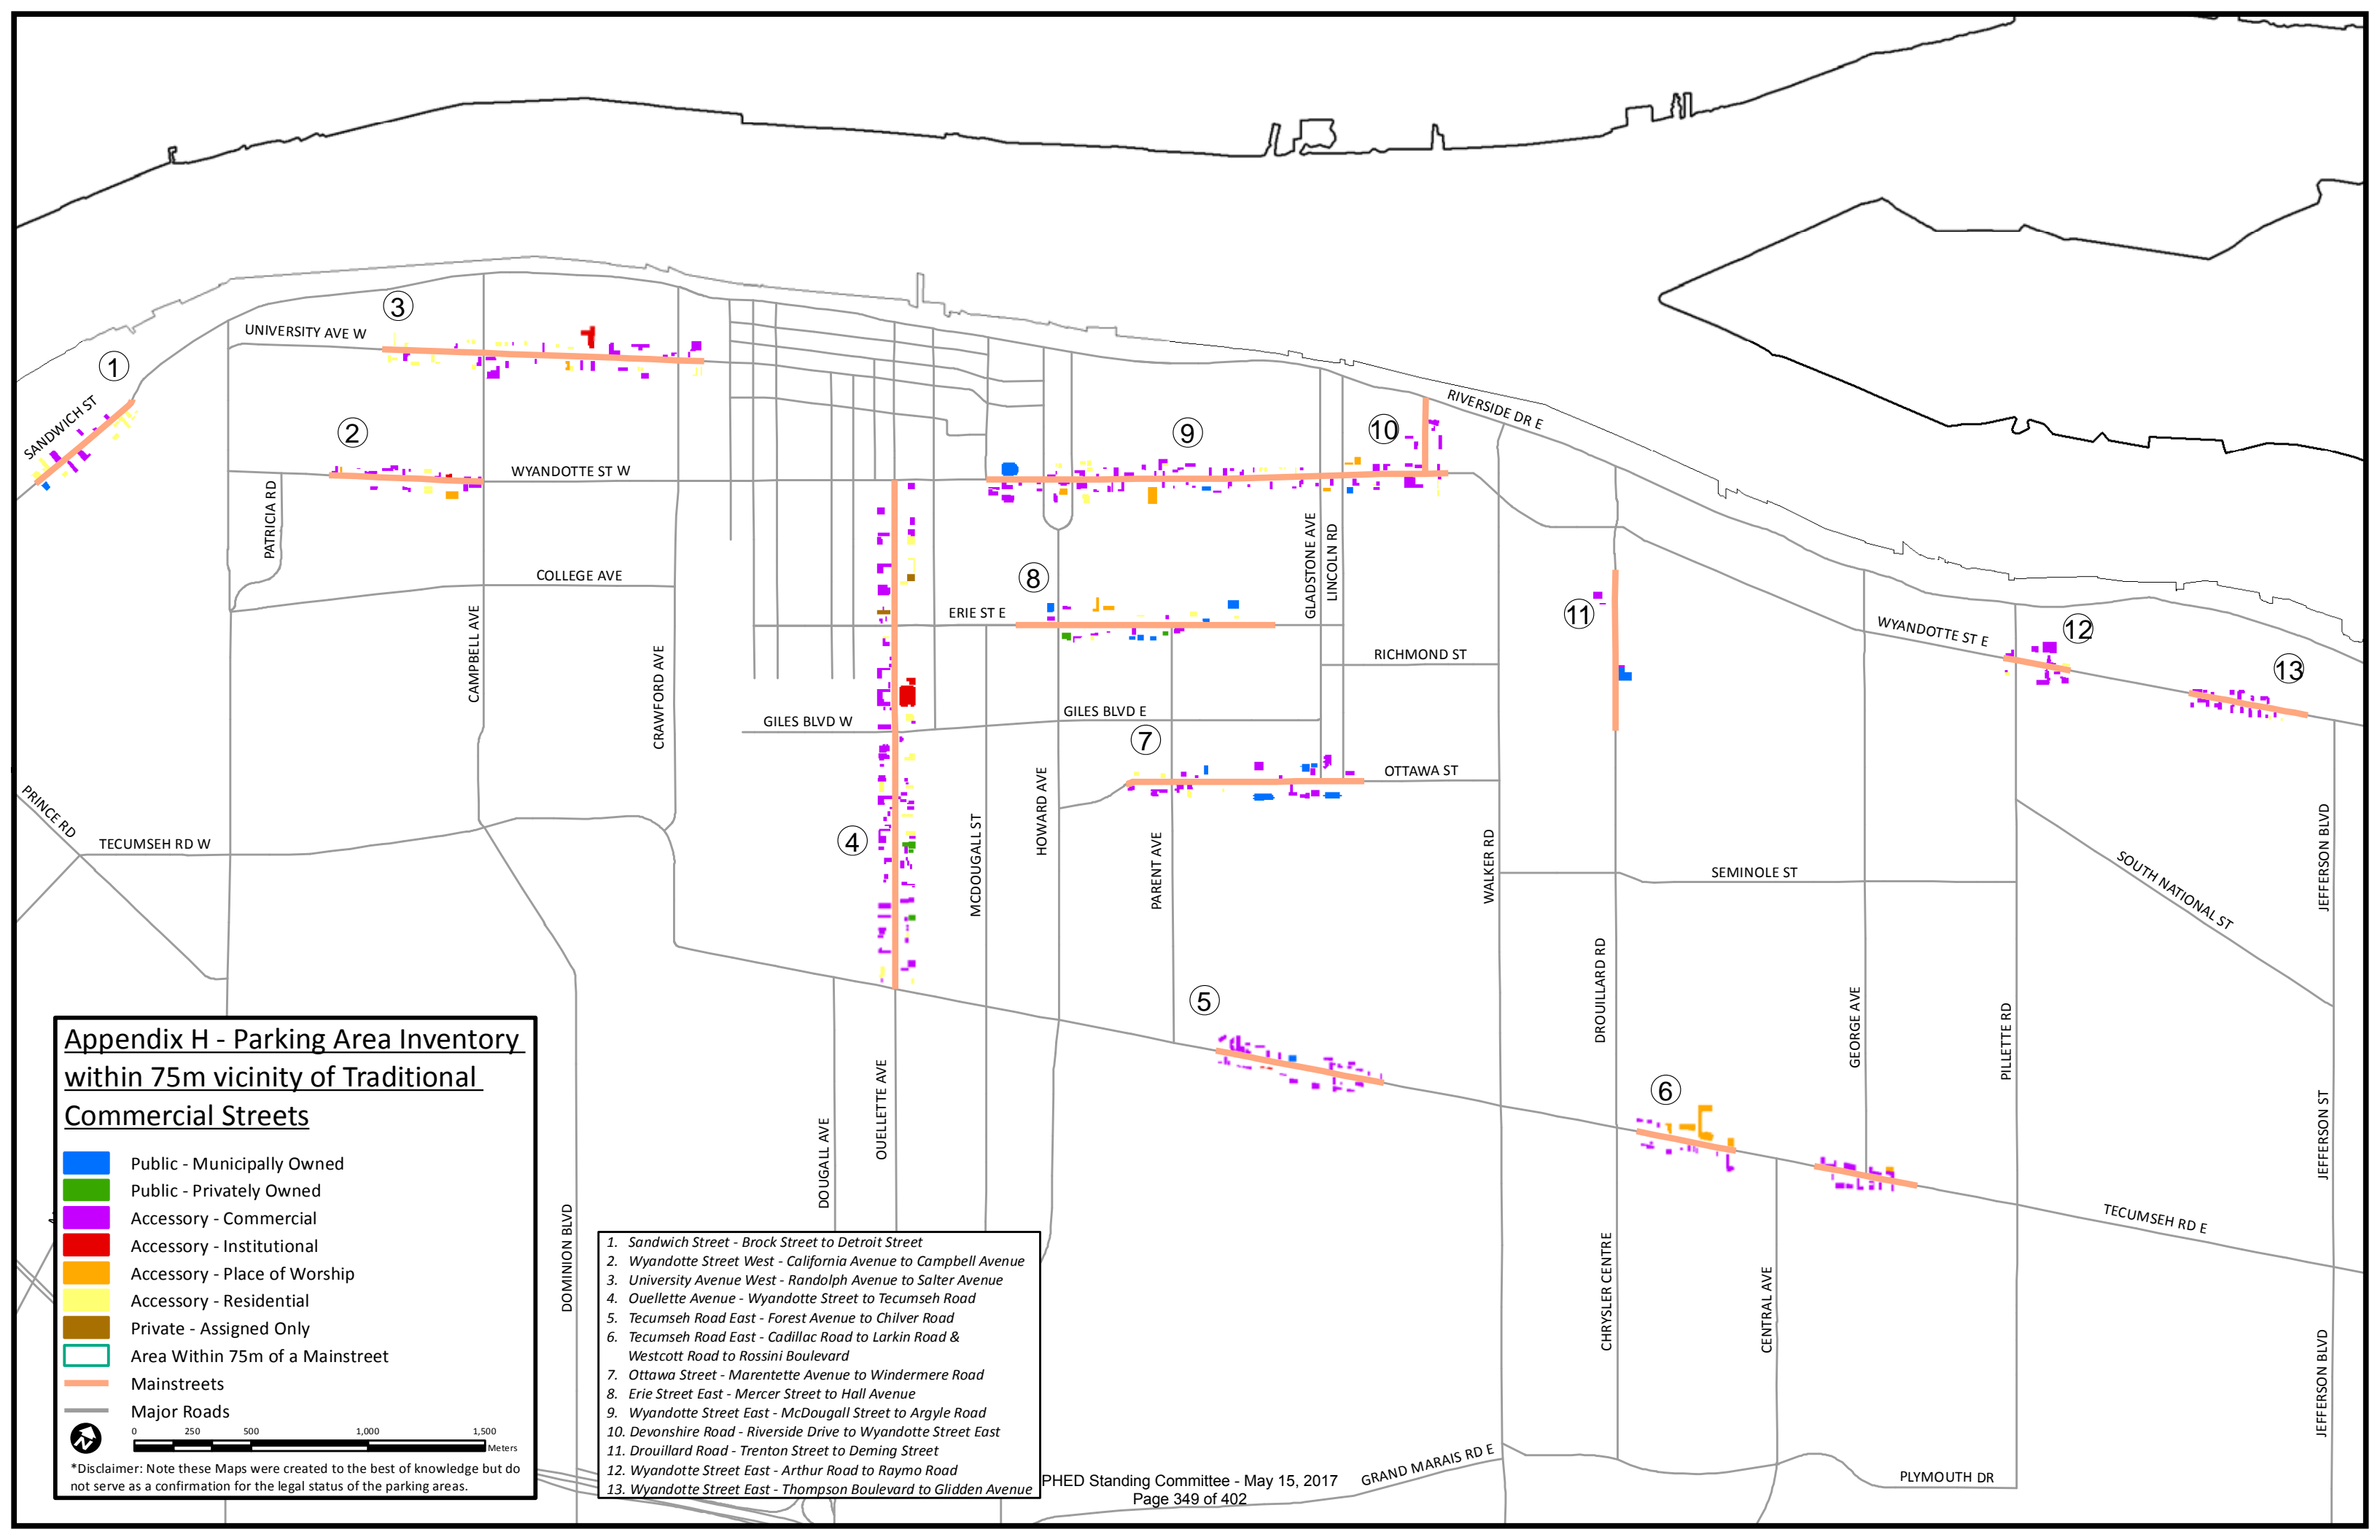 3
UNIVERSITY AVE W
1
SANDWICH ST
2
WYANDOTTE ST W
PATRICIA RD
COLLEGE AVE
CAMPBELL AVE
CRAWFORD AVE
9
10
RIVERSIDE DR E
GLADSTONE AVE
LINCOLN RD
8
ERIE ST E
11
RICHMOND ST
WYANDOTTE ST E
12
13
GILES BLVD W
GILES BLVD E
7
OTTAWA ST
HOWARD AVE
PRINCE RD
TECUMSEH RD W
4
MCDOUGALL ST
PARENT AVE
WALKER RD
SEMINOLE ST
SOUTH NATIONAL ST
JEFFERSON BLVD
DROUILLARD RD
GEORGE AVE
PILLETTE RD
5
OUELLETTE AVE
6
DOUGALL AVE
JEFFERSON ST
TECUMSEH RD E
DOMINION BLVD
CHRYSLER CENTRE
CENTRAL AVE
JEFFERSON BLVD
GRAND MARAIS RD E
PLYMOUTH DR
Appendix H - Parking Area Inventory
within 75m vicinity of Traditional
Commercial Streets
Public - Municipally Owned
Public - Privately Owned
Accessory - Commercial
Accessory - Institutional
Accessory - Place of Worship
Accessory - Residential
Private - Assigned Only
Area Within 75m of a Mainstreet
Mainstreets
Major Roads
N
0 250 500 1,000 1,500
Meters
*Disclaimer: Note these Maps were created to the best of knowledge but do
not serve as a confirmation for the legal status of the parking areas.
1. Sandwich Street - Brock Street to Detroit Street
2. Wyandotte Street West - California Avenue to Campbell Avenue
3. University Avenue West - Randolph Avenue to Salter Avenue
4. Ouellette Avenue - Wyandotte Street to Tecumseh Road
5. Tecumseh Road East - Forest Avenue to Chilver Road
6. Tecumseh Road East - Cadillac Road to Larkin Road &
Westcott Road to Rossini Boulevard
7. Ottawa Street - Marentette Avenue to Windermere Road
8. Erie Street East - Mercer Street to Hall Avenue
9. Wyandotte Street East - McDougall Street to Argyle Road
10. Devonshire Road - Riverside Drive to Wyandotte Street East
11. Drouillard Road - Trenton Street to Deming Street
12. Wyandotte Street East - Arthur Road to Raymo Road
13. Wyandotte Street East - Thompson Boulevard to Glidden Avenue
PHED Standing Committee - May 15, 2017
Page 349 of 402